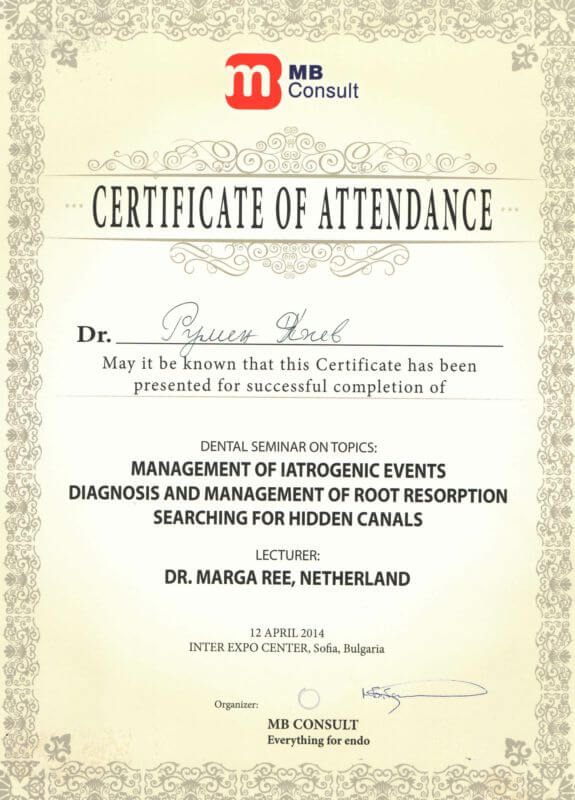 MB
Consult
CERTIFICATE OF ATTENDANCE
Dr. Румен
May it be known that this Certificate has been
presented for successful completion of
DENTAL SEMINAR ON TOPICS:
MANAGEMENT OF IATROGENIC EVENTS
DIAGNOSIS AND MANAGEMENT OF ROOT RESORPTION
SEARCHING FOR HIDDEN CANALS
LECTURER:
DR. MARGA REE, NETHERLAND
12 APRIL 2014
INTER EXPO CENTER, Sofia, Bulgaria
Organizer:
MB CONSULT
Everything for endo